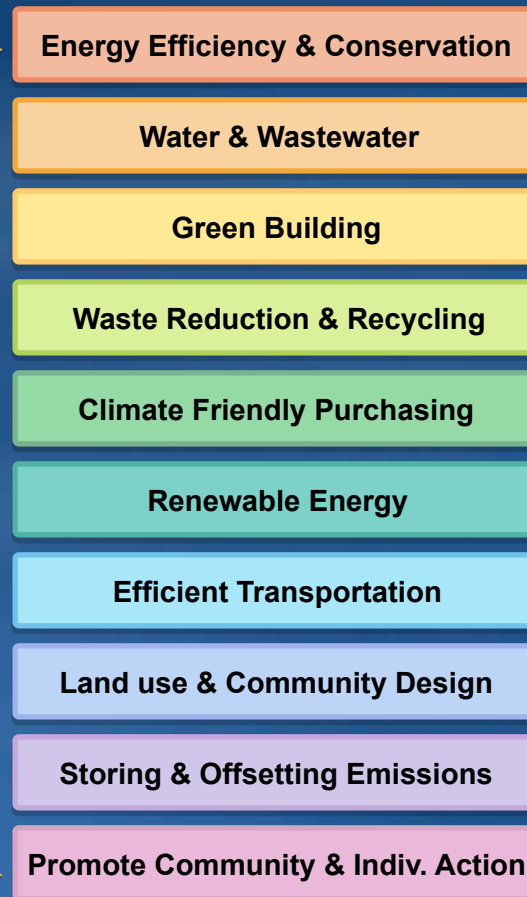 Energy Efficiency & Conservation
Water & Wastewater
Green Building
Waste Reduction & Recycling
Climate Friendly Purchasing
Renewable Energy
Efficient Transportation
Land use & Community Design
Storing & Offsetting Emissions
Promote Community & Indiv. Action